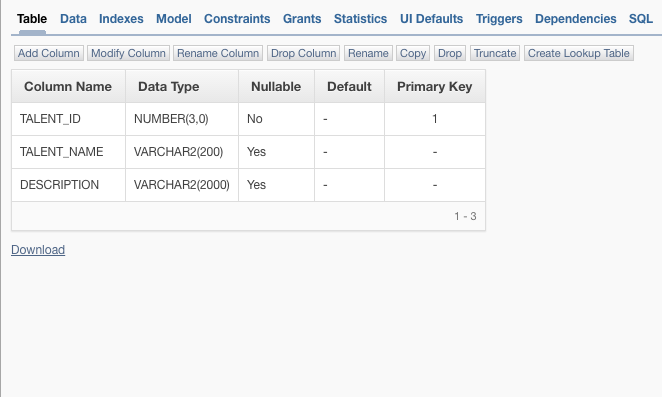 Table Data Indexes Model Constraints Grants Statistics UI Defaults Triggers Dependencies SQL
Add Column Modify Column Rename Column Drop Column Rename Copy Drop Truncate Create Lookup Table
Column Name Data Type Nullable Default Primary Key
TALENT_ID NUMBER(3,0) No - 1
TALENT_NAME VARCHAR2(200) Yes - -
DESCRIPTION VARCHAR2(2000) Yes - -
1 - 3
Download